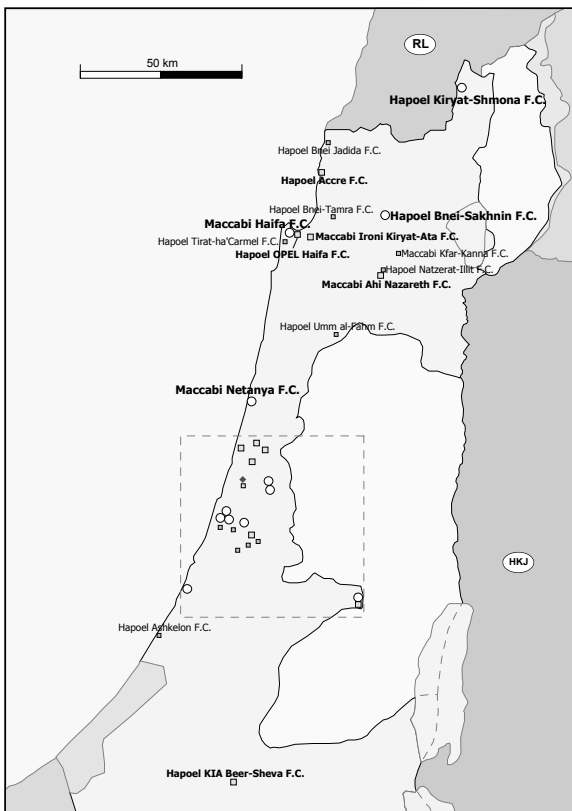 RL
50 km
Hapoel Kiryat-Shmona F.C.
Hapoel Bnei Jadida F.C.
Hapoel Accre F.C.
Hapoel Bnei-Tamra F.C.
Hapoel Bnei-Sakhnin F.C.
Maccabi Haifa F.C.
Maccabi Ironi Kiryat-Ata F.C.
Hapoel Tirat-ha'Carmel F.C.
Hapoel OPEL Haifa F.C.
Maccabi Kfar-Kanna F.C.
Hapoel Natzerat-Illit F.C.
Maccabi Ahi Nazareth F.C.
Hapoel Umm al-Fahm F.C.
Maccabi Netanya F.C.
HKJ
Hapoel Ashkelon F.C.
Hapoel KIA Beer-Sheva F.C.